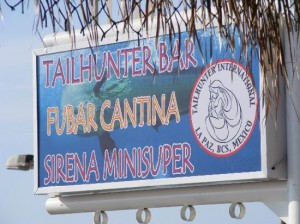 TAILHUNTER BAR
FUBAR CANTINA
SIRENA MINISUPER
TAILHUNTER INTERNATIONAL
LA PAZ, BCS, MEXICO